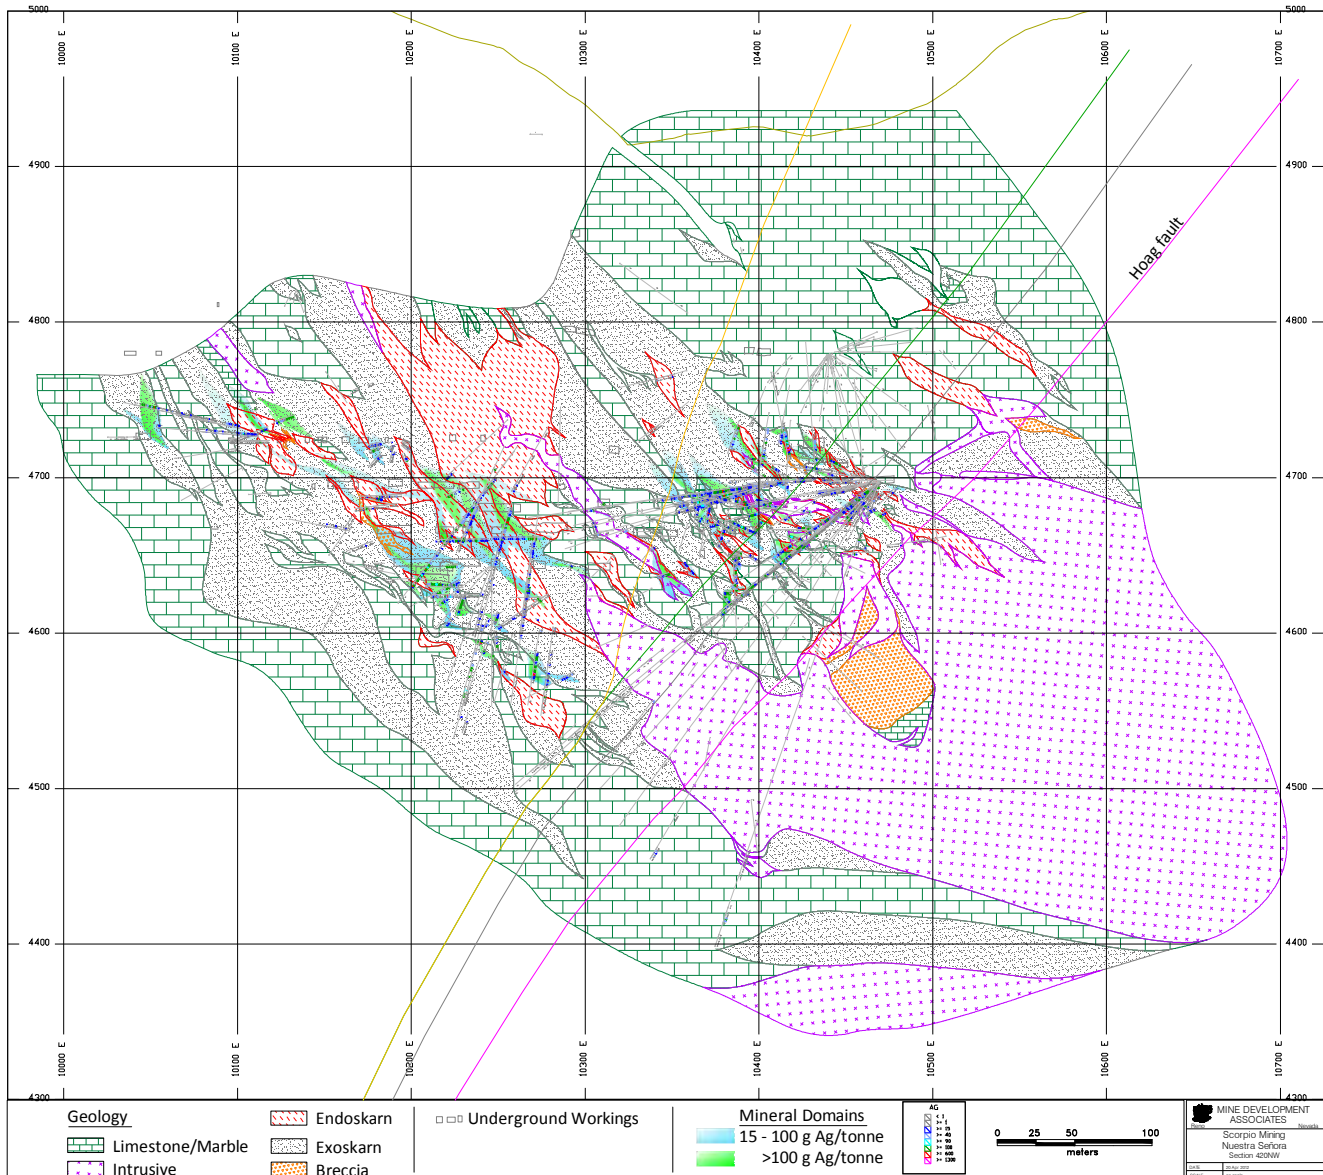 5000
5000
10000 E
10100 E
10200 E
10300 E
10400 E
10500 E
10600 E
10700 E
4900
4900
Hoag fault
4800
4800
4700
4700
4600
4600
4500
4500
4400
4400
10000 E
10100 E
10200 E
10300 E
10400 E
10500 E
10600 E
10700 E
4300
4300
Geology
Limestone/Marble
Intrusive
Endoskarn
Exoskarn
Breccia
Underground Workings
Mineral Domains
15 - 100 g Ag/tonne
>100 g Ag/tonne
AG
0 25 50 100
meters
MINE DEVELOPMENT
ASSOCIATES
Reno Nevada
Scorpio Mining
Nuestra Señora
Section 420NW
DATE